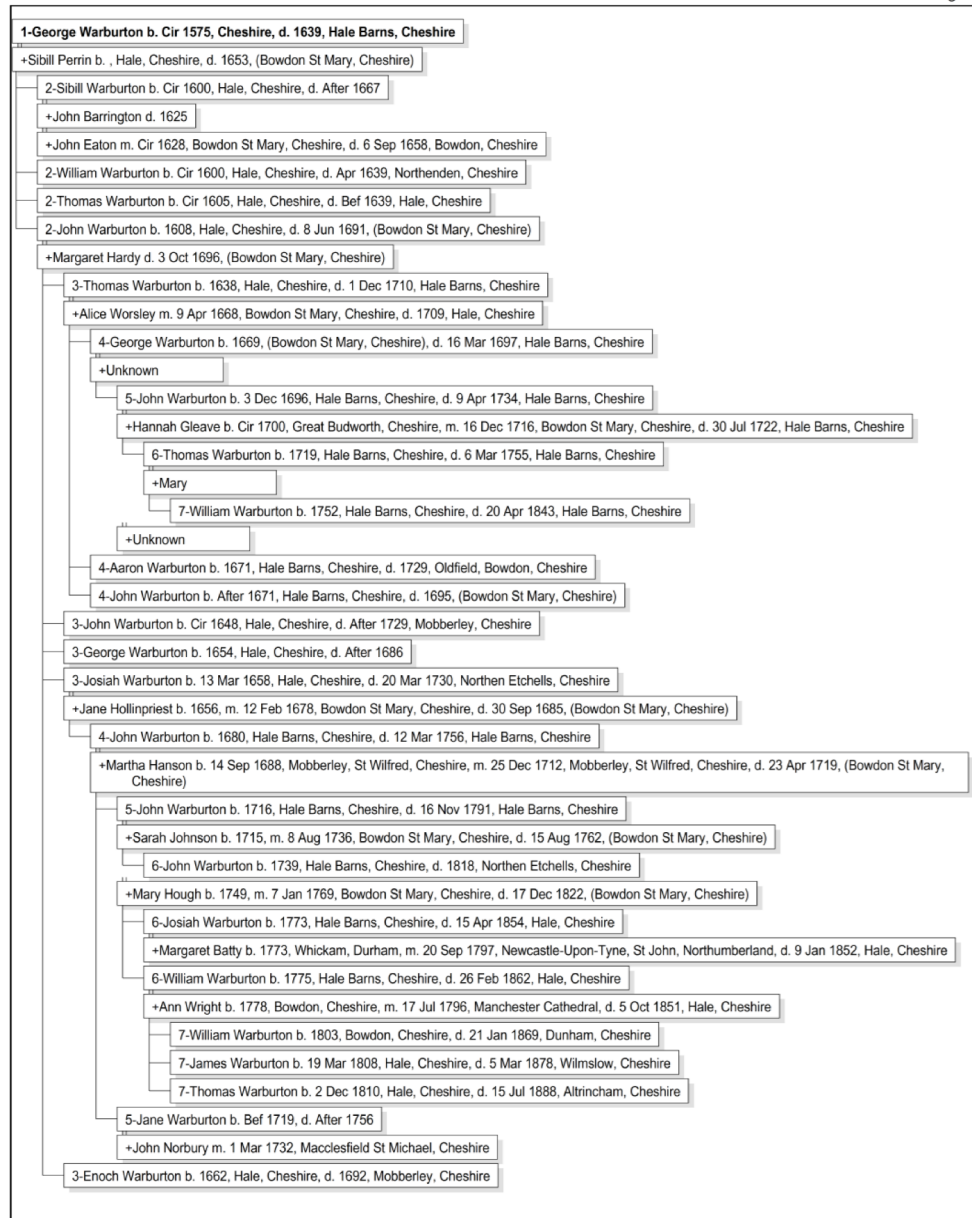 1-George Warburton b. Cir 1575, Cheshire, d. 1639, Hale Barns, Cheshire
+Sibill Perrin b. , Hale, Cheshire, d. 1653, (Bowdon St Mary, Cheshire)
2-Sibill Warburton b. Cir 1600, Hale, Cheshire, d. After 1667
+John Barrington d. 1625
+John Eaton m. Cir 1628, Bowdon St Mary, Cheshire, d. 6 Sep 1658, Bowdon, Cheshire
2-William Warburton b. Cir 1600, Hale, Cheshire, d. Apr 1639, Northenden, Cheshire
2-Thomas Warburton b. Cir 1605, Hale, Cheshire, d. Bef 1639, Hale, Cheshire
2-John Warburton b. 1608, Hale, Cheshire, d. 8 Jun 1691, (Bowdon St Mary, Cheshire)
+Margaret Hardy d. 3 Oct 1696, (Bowdon St Mary, Cheshire)
3-Thomas Warburton b. 1638, Hale, Cheshire, d. 1 Dec 1710, Hale Barns, Cheshire
+Alice Worsley m. 9 Apr 1668, Bowdon St Mary, Cheshire, d. 1709, Hale, Cheshire
4-George Warburton b. 1669, (Bowdon St Mary, Cheshire), d. 16 Mar 1697, Hale Barns, Cheshire
+Unknown
5-John Warburton b. 3 Dec 1696, Hale Barns, Cheshire, d. 9 Apr 1734, Hale Barns, Cheshire
+Hannah Gleave b. Cir 1700, Great Budworth, Cheshire, m. 16 Dec 1716, Bowdon St Mary, Cheshire, d. 30 Jul 1722, Hale Barns, Cheshire
6-Thomas Warburton b. 1719, Hale Barns, Cheshire, d. 6 Mar 1755, Hale Barns, Cheshire
+Mary
7-William Warburton b. 1752, Hale Barns, Cheshire, d. 20 Apr 1843, Hale Barns, Cheshire
+Unknown
4-Aaron Warburton b. 1671, Hale Barns, Cheshire, d. 1729, Oldfield, Bowdon, Cheshire
4-John Warburton b. After 1671, Hale Barns, Cheshire, d. 1695, (Bowdon St Mary, Cheshire)
3-John Warburton b. Cir 1648, Hale, Cheshire, d. After 1729, Mobberley, Cheshire
3-George Warburton b. 1654, Hale, Cheshire, d. After 1686
3-Josiah Warburton b. 13 Mar 1658, Hale, Cheshire, d. 20 Mar 1730, Northen Etchells, Cheshire
+Jane Hollinpriest b. 1656, m. 12 Feb 1678, Bowdon St Mary, Cheshire, d. 30 Sep 1685, (Bowdon St Mary, Cheshire)
4-John Warburton b. 1680, Hale Barns, Cheshire, d. 12 Mar 1756, Hale Barns, Cheshire
+Martha Hanson b. 14 Sep 1688, Mobberley, St Wilfred, Cheshire, m. 25 Dec 1712, Mobberley, St Wilfred, Cheshire, d. 23 Apr 1719, (Bowdon St Mary,
Cheshire)
5-John Warburton b. 1716, Hale Barns, Cheshire, d. 16 Nov 1791, Hale Barns, Cheshire
+Sarah Johnson b. 1715, m. 8 Aug 1736, Bowdon St Mary, Cheshire, d. 15 Aug 1762, (Bowdon St Mary, Cheshire)
6-John Warburton b. 1739, Hale Barns, Cheshire, d. 1818, Northen Etchells, Cheshire
+Mary Hough b. 1749, m. 7 Jan 1769, Bowdon St Mary, Cheshire, d. 17 Dec 1822, (Bowdon St Mary, Cheshire)
6-Josiah Warburton b. 1773, Hale Barns, Cheshire, d. 15 Apr 1854, Hale, Cheshire
+Margaret Batty b. 1773, Whickam, Durham, m. 20 Sep 1797, Newcastle-Upon-Tyne, St John, Northumberland, d. 9 Jan 1852, Hale, Cheshire
6-William Warburton b. 1775, Hale Barns, Cheshire, d. 26 Feb 1862, Hale, Cheshire
+Ann Wright b. 1778, Bowdon, Cheshire, m. 17 Jul 1796, Manchester Cathedral, d. 5 Oct 1851, Hale, Cheshire
7-William Warburton b. 1803, Bowdon, Cheshire, d. 21 Jan 1869, Dunham, Cheshire
7-James Warburton b. 19 Mar 1808, Hale, Cheshire, d. 5 Mar 1878, Wilmslow, Cheshire
7-Thomas Warburton b. 2 Dec 1810, Hale, Cheshire, d. 15 Jul 1888, Altrincham, Cheshire
5-Jane Warburton b. Bef 1719, d. After 1756
+John Norbury m. 1 Mar 1732, Macclesfield St Michael, Cheshire
3-Enoch Warburton b. 1662, Hale, Cheshire, d. 1692, Mobberley, Cheshire